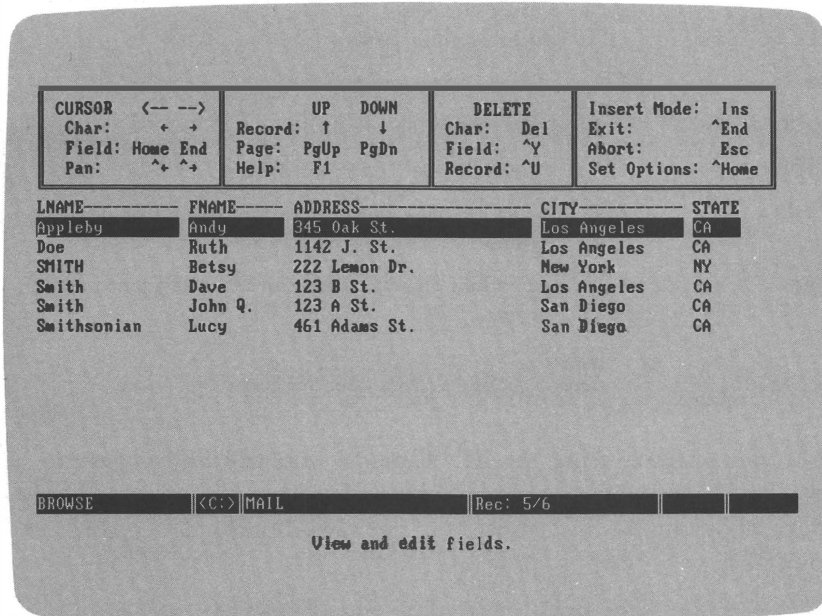 CURSOR <-- --> UP DOWN DELETE Insert Mode: Ins
Char: ← → Record: ↑ ↓ Char: Del Exit: ^End
Field: Home End Page: PgUp PgDn Field: ^Y Abort: Esc
Pan: ^← ^→ Help: F1 Record: ^U Set Options: ^Home
LNAME---------- FNAME----- ADDRESS------------------- CITY------------ STATE
Appleby Andy 345 Oak St. Los Angeles CA
Doe Ruth 1142 J. St. Los Angeles CA
SMITH Betsy 222 Lemon Dr. New York NY
Smith Dave 123 B St. Los Angeles CA
Smith John Q. 123 A St. San Diego CA
Smithsonian Lucy 461 Adams St. San Diego CA
BROWSE <C:> MAIL Rec: 5/6
View and edit fields.